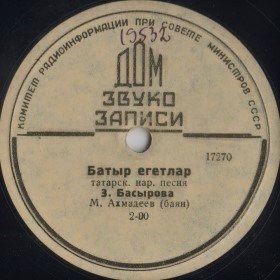 КОМИТЕТ РАДИОИНФОРМАЦИИ ПРИ СОВЕТЕ МИНИСТРОВ СССР
19532
ДОМ
ЗВУКО
ЗАПИСИ
17270
Батыр егетлар
татарск. нар. песня
З. Басырова
М. Ахмадеев (баян)
2-00